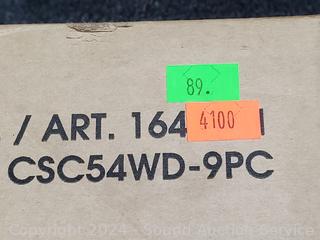 89.
/ ART. 164
4100
CSC54WD-9PC
Copyright 2024 - Sound Auction Service